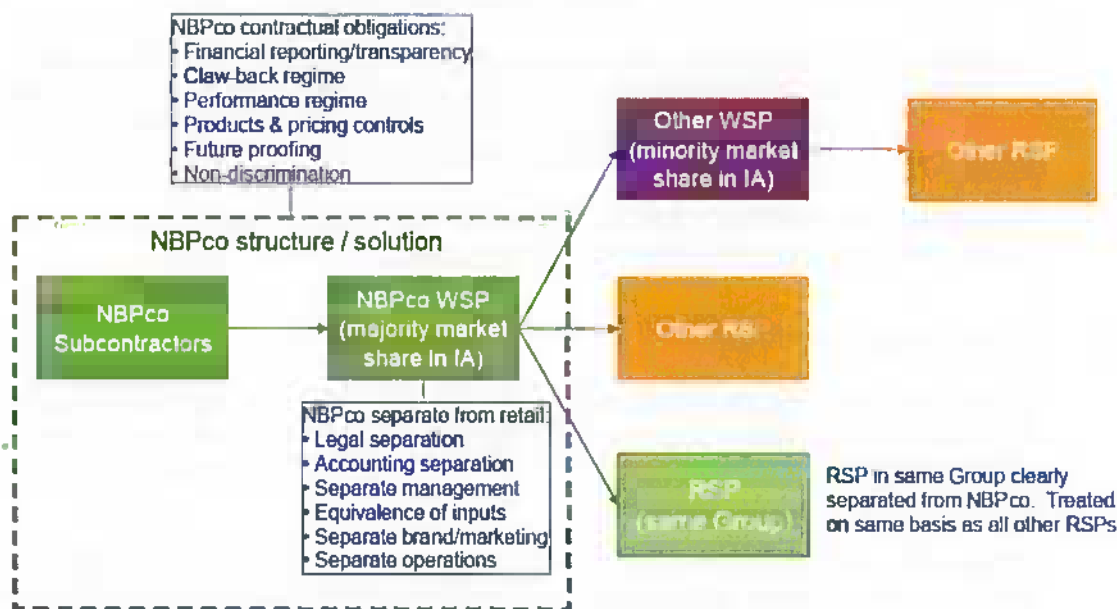 NBPco contractual obligations:
• Financial reporting/transparency
• Claw-back regime
• Performance regime
• Products & pricing controls
• Future proofing
• Non-discrimination
Other WSP
(minority market
share in IA)
Other RSP
NBPco structure / solution
NBPco
Subcontractors
NBPco WSP
(majority market
share in IA)
Other RSP
NBPco separate from retail:
• Legal separation
• Accounting separation
• Separate management
• Equivalence of inputs
• Separate brand/marketing
• Separate operations
RSP
(same Group)
RSP in same Group clearly
separated from NBPco. Treated
on same basis as all other RSPs